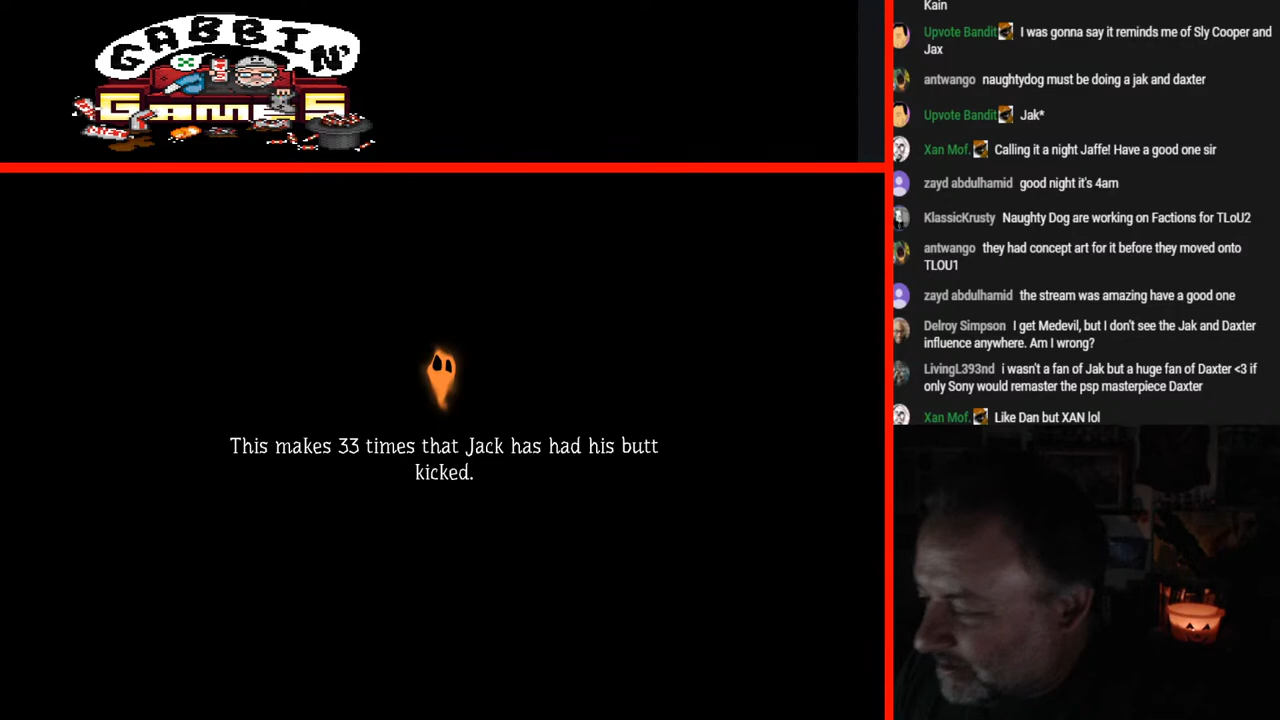 GABBIN'
GAMES
This makes 33 times that Jack has had his butt
kicked.
Kain
Upvote Bandit I was gonna say it reminds me of Sly Cooper and
Jax
antwango naughtydog must be doing a jak and daxter
Upvote Bandit Jak*
Xan Mof. Calling it a night Jaffe! Have a good one sir
zayd abdulhamid good night it's 4am
KlassicKrusty Naughty Dog are working on Factions for TLoU2
antwango they had concept art for it before they moved onto
TLOU1
zayd abdulhamid the stream was amazing have a good one
Delroy Simpson I get Medevil, but I don't see the Jak and Daxter
influence anywhere. Am I wrong?
LivingL393nd i wasn't a fan of Jak but a huge fan of Daxter <3 if
only Sony would remaster the psp masterpiece Daxter
Xan Mof. Like Dan but XAN lol